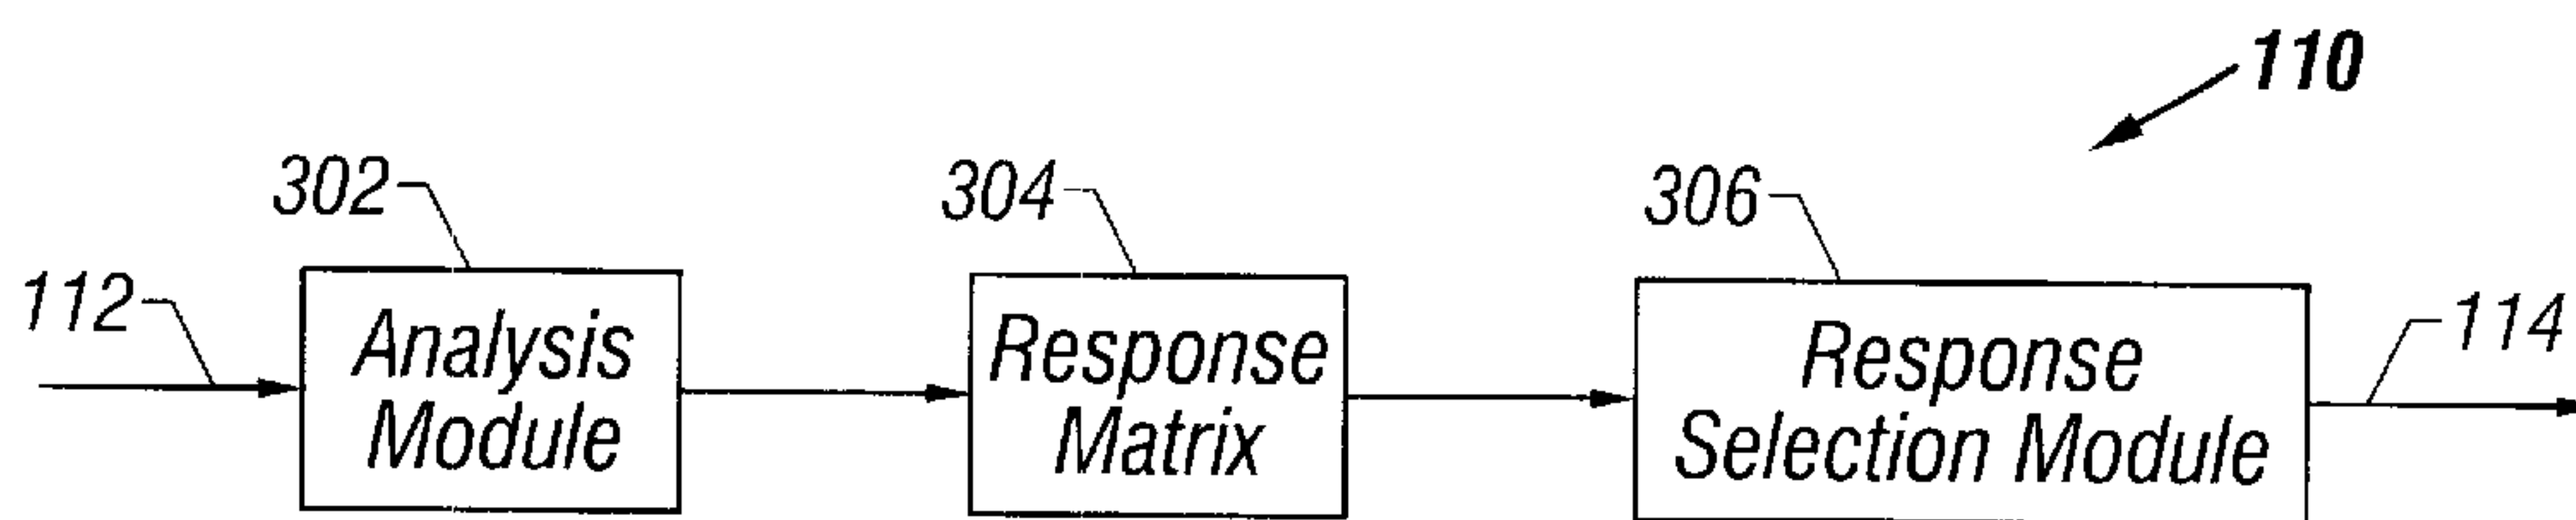 110
302
304
306
112
114
Analysis
Module
Response
Matrix
Response
Selection Module